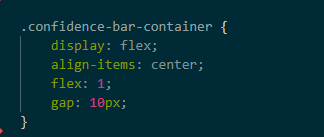 .confidence-bar-container {
    display: flex;
    align-items: center;
    flex: 1;
    gap: 10px;
}